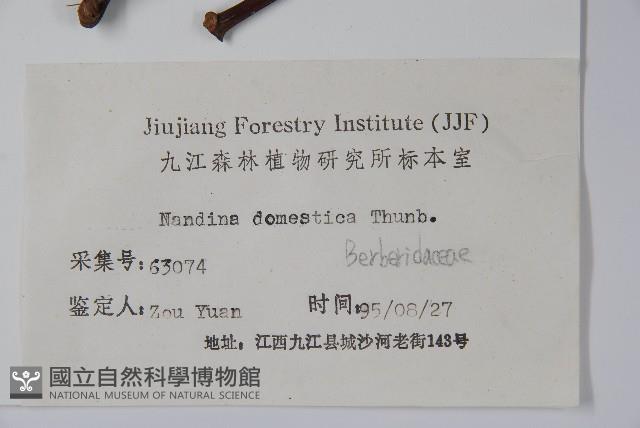 Jiujiang Forestry Institute (JJF)
九江森林植物研究所标本室
Nandina domestica Thunb.
Berberidaceae
采集号:63074
鉴定人:Zou Yuan 时间:95/08/27
地址：江西九江县城沙河老街143号
國立自然科學博物館
NATIONAL MUSEUM OF NATURAL SCIENCE